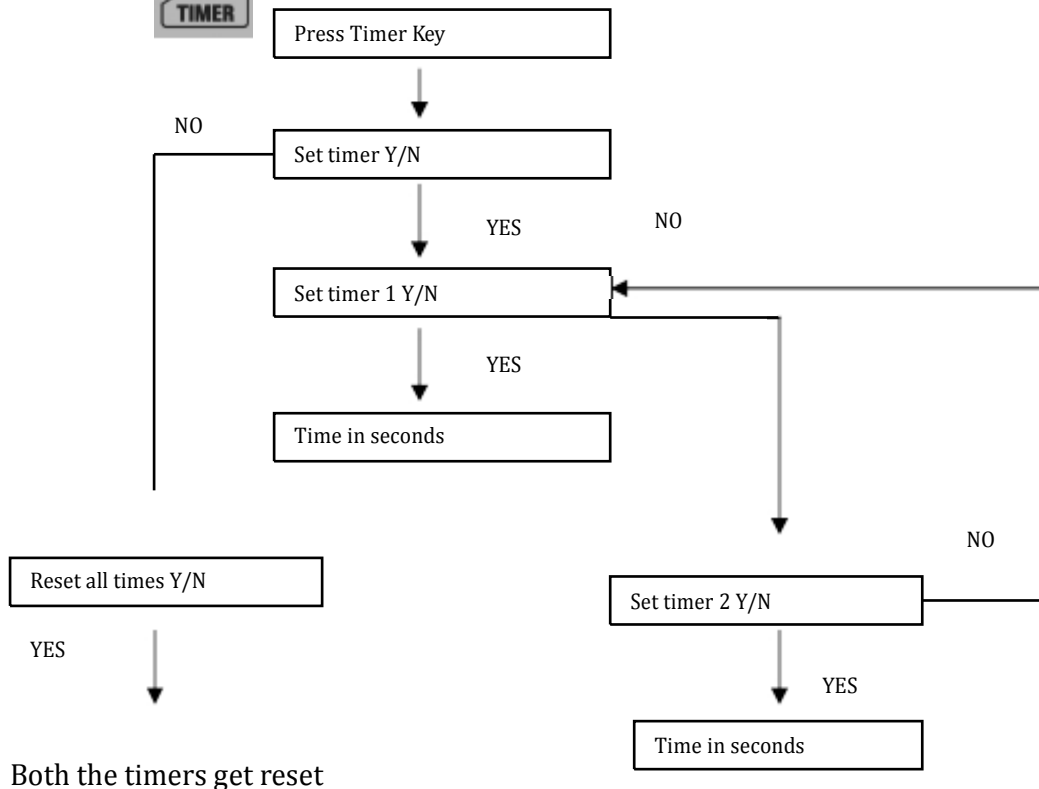 TIMER
Press Timer Key
NO
Set timer Y/N
YES
NO
Set timer 1 Y/N
YES
Time in seconds
NO
Reset all times Y/N
Set timer 2 Y/N
YES
YES
Time in seconds
Both the timers get reset